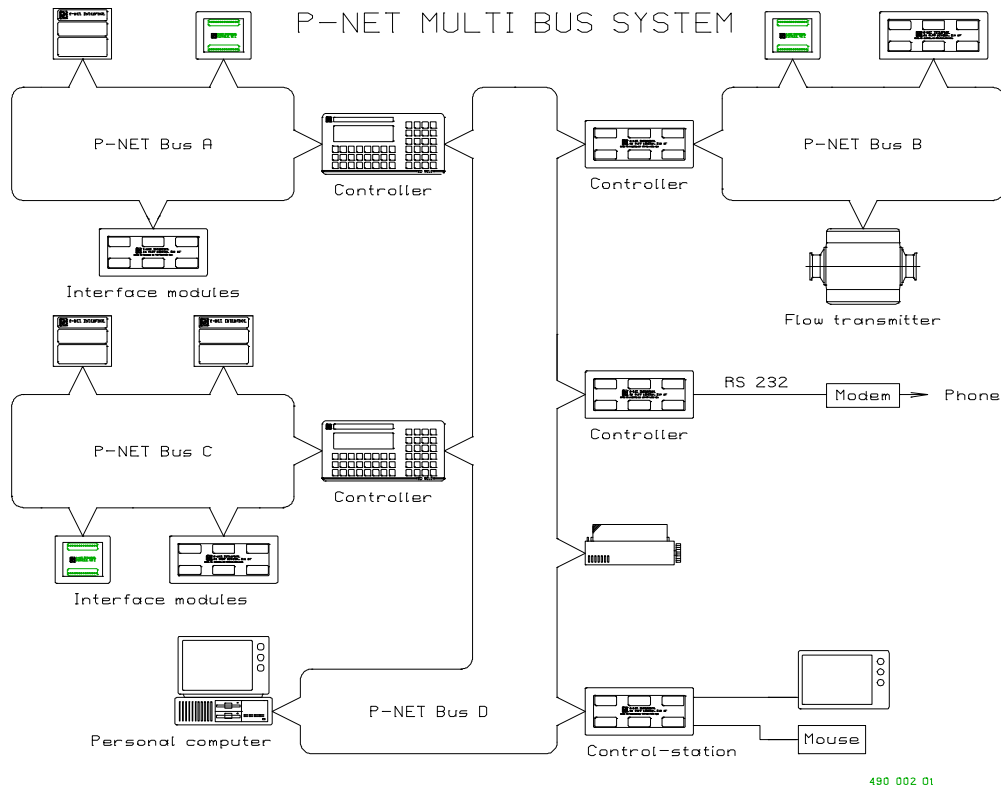 P-NET MULTI BUS SYSTEM
P-NET Bus A
Controller
Controller
P-NET Bus B
Interface modules
Flow transmitter
RS 232
Modem
Phone
Controller
P-NET Bus C
Controller
Interface modules
P-NET Bus D
Personal computer
Control-station
Mouse
490 002 01